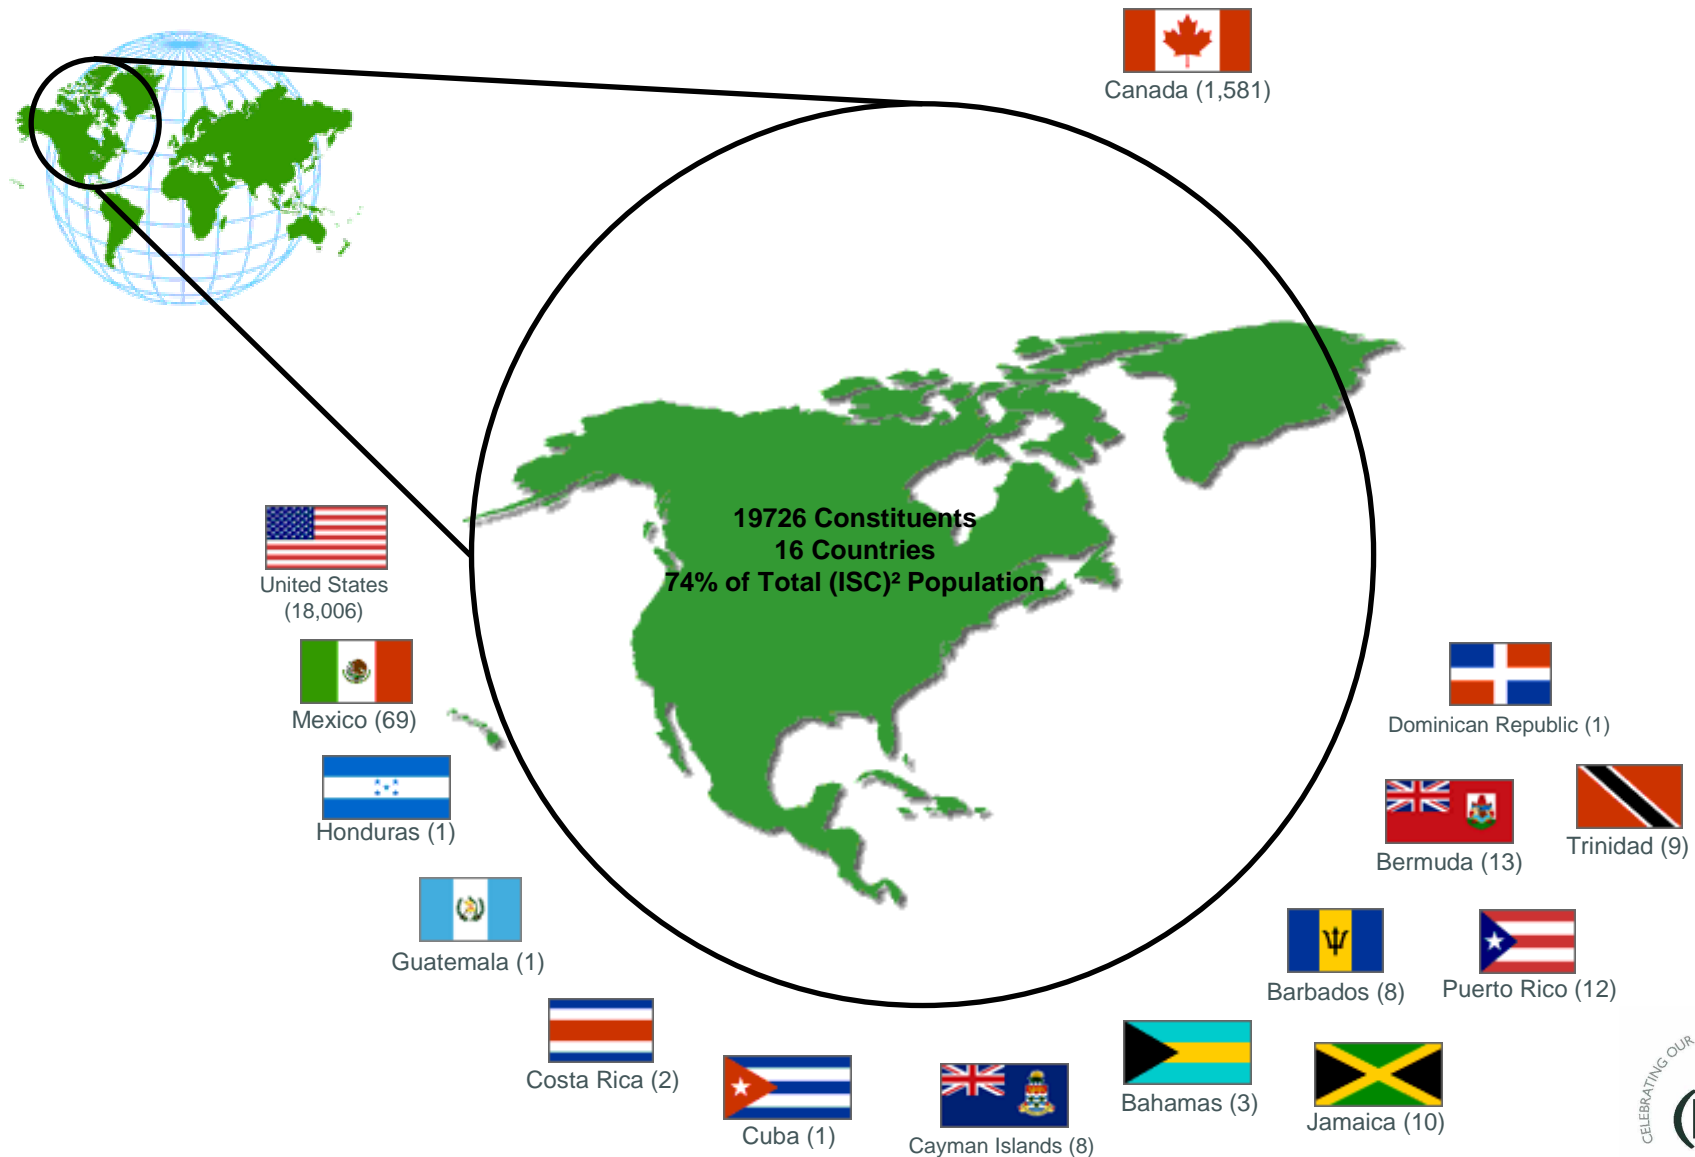 Canada (1,581)
19726 Constituents
16 Countries
74% of Total (ISC)² Population
United States
(18,006)
Mexico (69)
Honduras (1)
Guatemala (1)
Costa Rica (2)
Cuba (1)
Cayman Islands (8)
Bahamas (3)
Jamaica (10)
Barbados (8)
Puerto Rico (12)
Bermuda (13)
Trinidad (9)
Dominican Republic (1)
CELEBRATING OUR